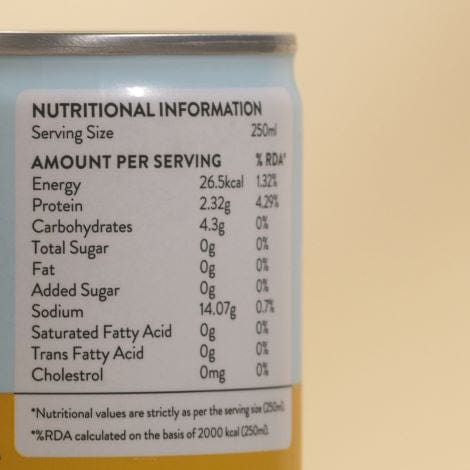 NUTRITIONAL INFORMATION
Serving Size 250ml
AMOUNT PER SERVING % RDA*
Energy 26.5kcal 1.32%
Protein 2.32g 4.29%
Carbohydrates 4.3g 0%
Total Sugar 0g 0%
Fat 0g 0%
Added Sugar 0g 0%
Sodium 14.07g 0.7%
Saturated Fatty Acid 0g 0%
Trans Fatty Acid 0g 0%
Cholestrol 0mg 0%
*Nutritional values are strictly as per the serving size (250ml).
*%RDA calculated on the basis of 2000 kcal (250ml).